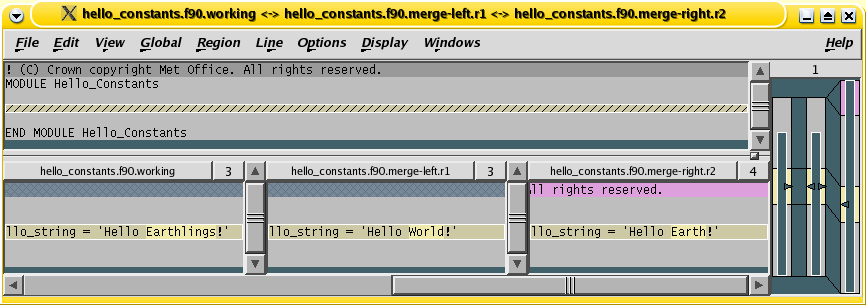 hello_constants.f90.working <-> hello_constants.f90.merge-left.r1 <-> hello_constants.f90.merge-right.r2
File Edit View Global Region Line Options Display Windows Help
! (C) Crown copyright Met Office. All rights reserved.
1
MODULE Hello_Constants
END MODULE Hello_Constants
hello_constants.f90.working 3 hello_constants.f90.merge-left.r1 3 hello_constants.f90.merge-right.r2 4
All rights reserved.
llo_string = 'Hello Earthlings!' llo_string = 'Hello World!' llo_string = 'Hello Earth!'